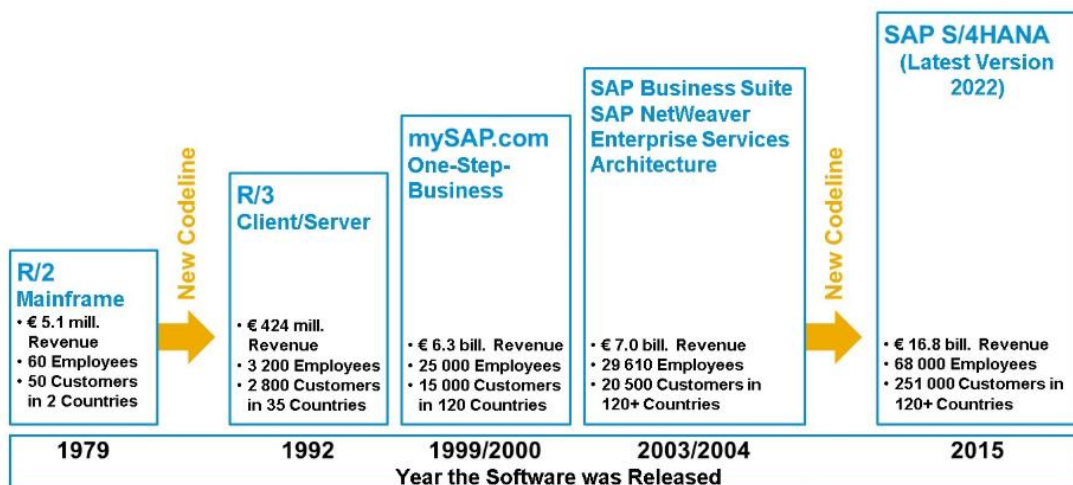 R/2
Mainframe
• € 5.1 mill.
Revenue
• 60 Employees
• 50 Customers
in 2 Countries
New Codeline
R/3
Client/Server
• € 424 mill.
Revenue
• 3 200 Employees
• 2 800 Customers
in 35 Countries
mySAP.com
One-Step-
Business
• € 6.3 bill. Revenue
• 25 000 Employees
• 15 000 Customers
in 120 Countries
SAP Business Suite
SAP NetWeaver
Enterprise Services
Architecture
• € 7.0 bill. Revenue
• 29 610 Employees
• 20 500 Customers in
120+ Countries
New Codeline
SAP S/4HANA
(Latest Version
2022)
• € 16.8 bill. Revenue
• 68 000 Employees
• 251 000 Customers in
120+ Countries
1979
1992
1999/2000
2003/2004
2015
Year the Software was Released